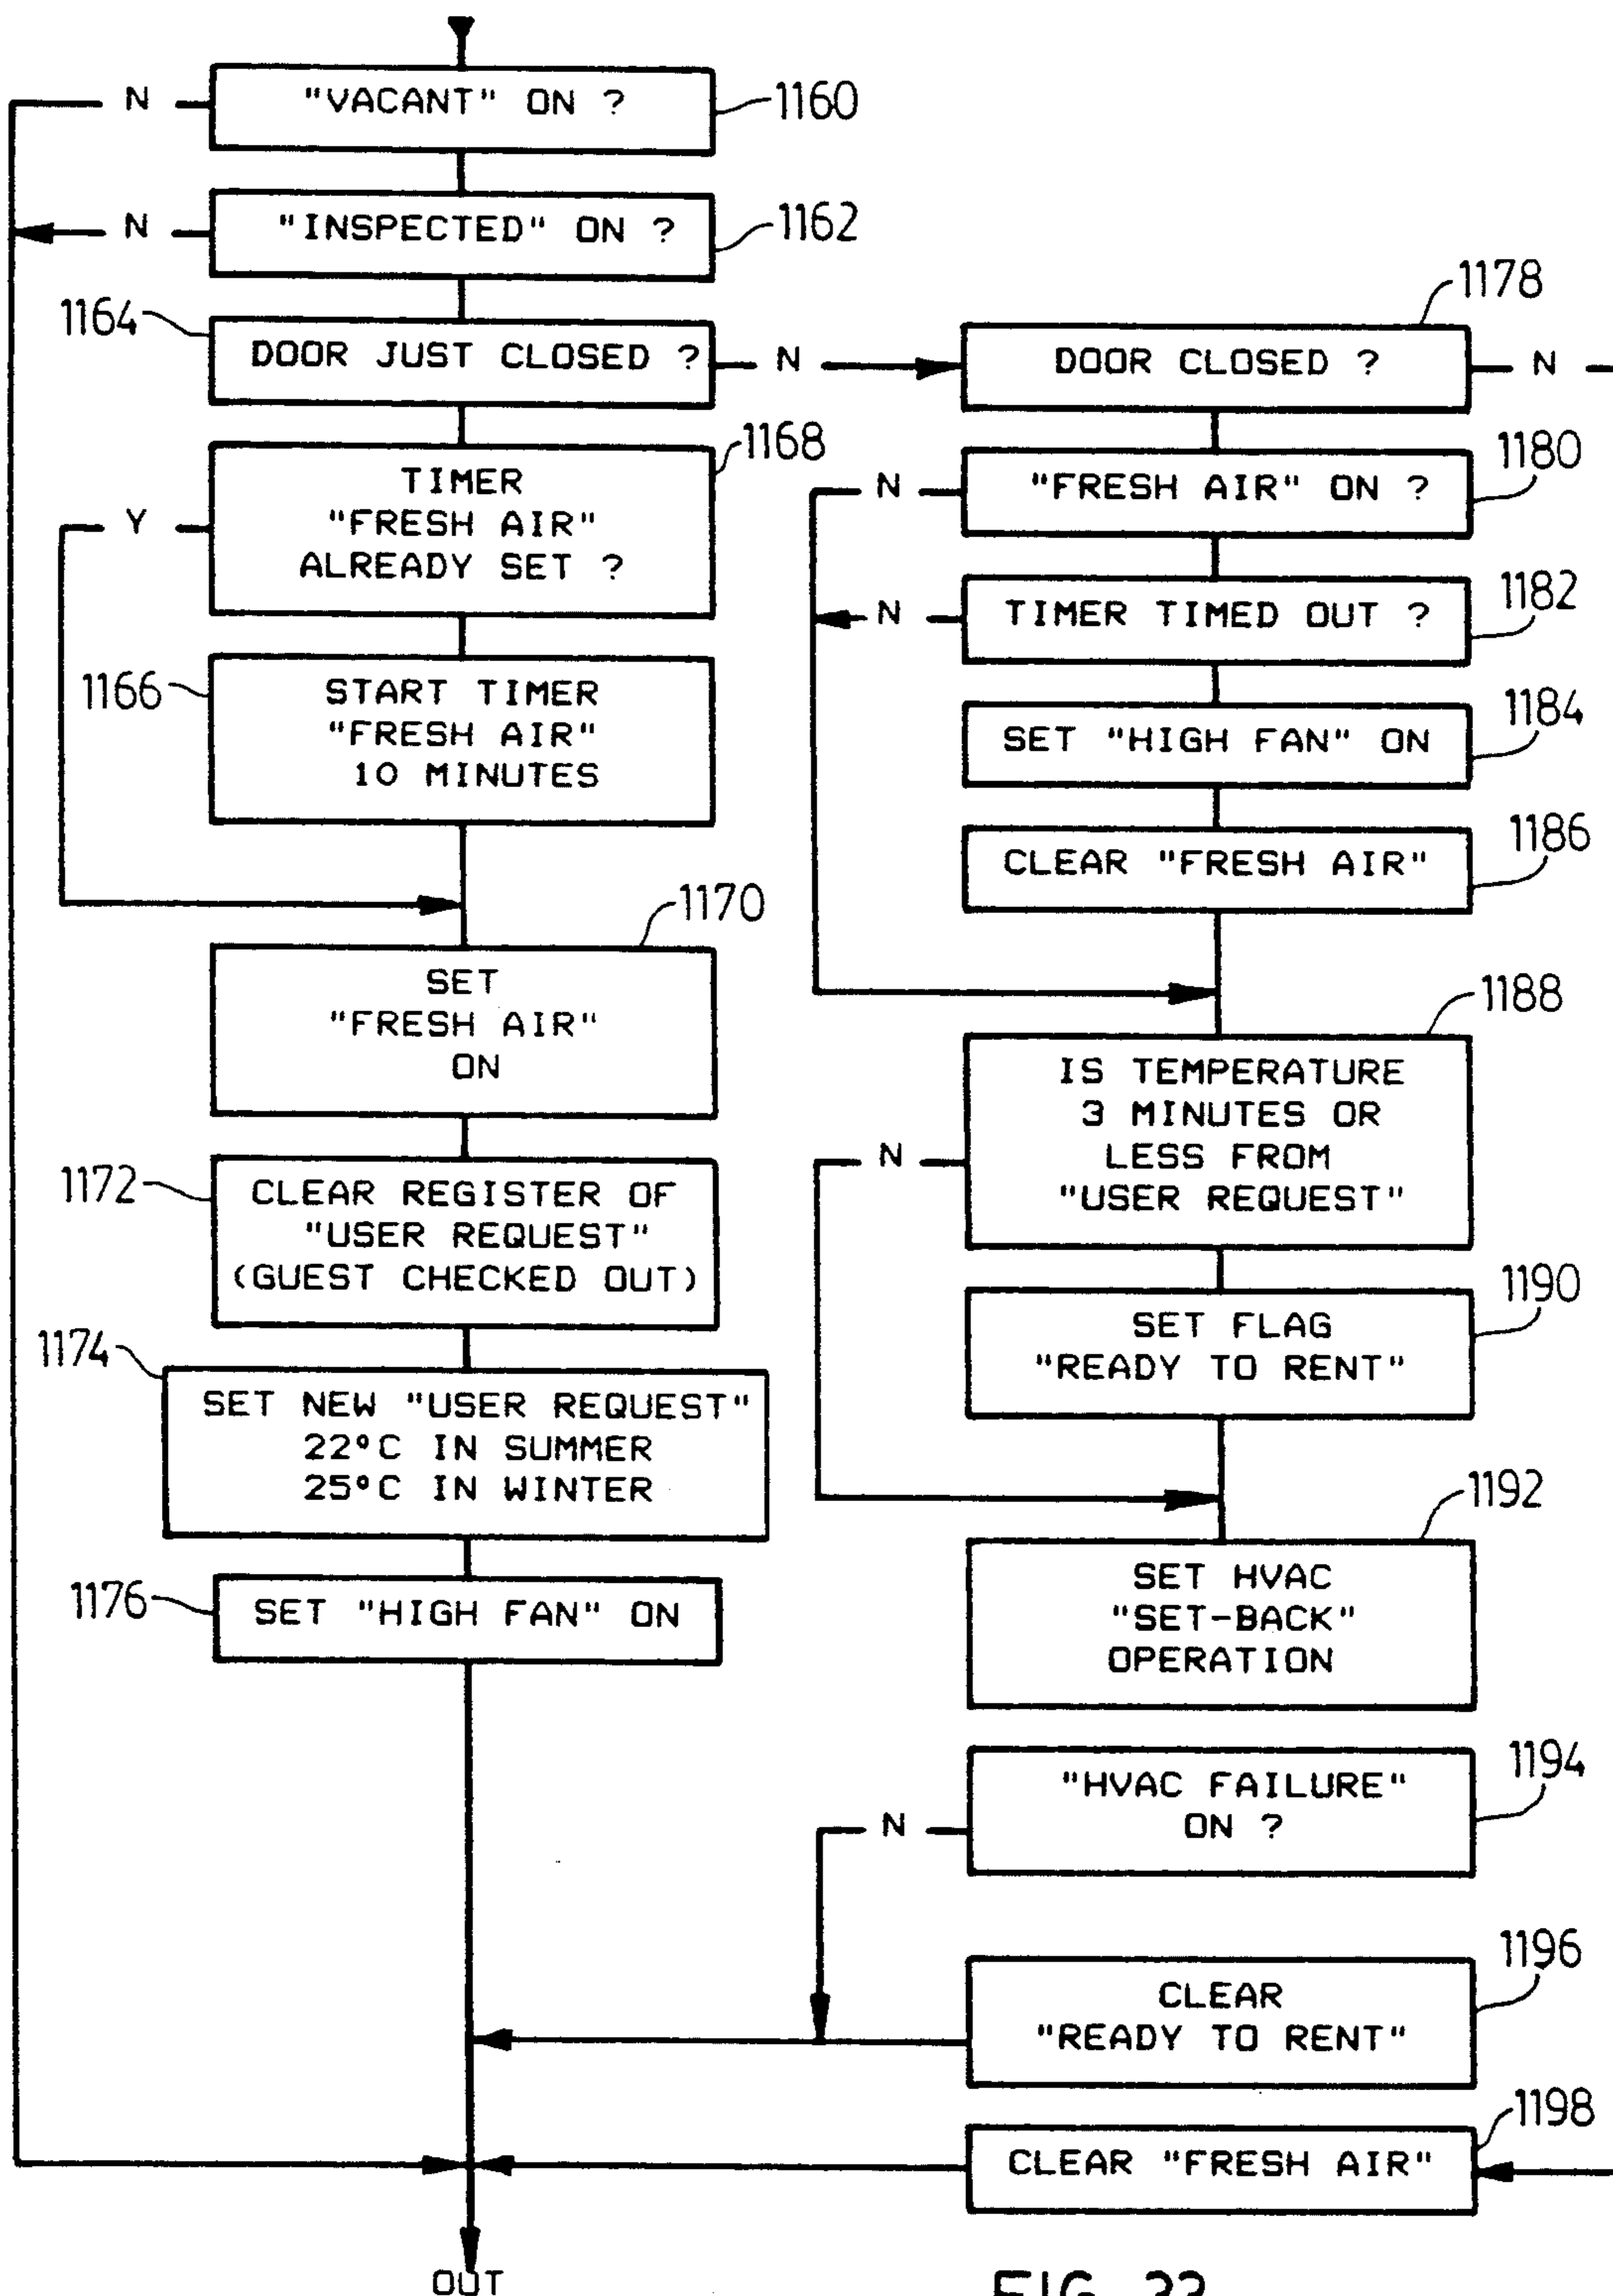 N
"VACANT" ON ?
1160
N
"INSPECTED" ON ?
1162
1164
DOOR JUST CLOSED ?
N
1168
Y
TIMER
"FRESH AIR"
ALREADY SET ?
1166
START TIMER
"FRESH AIR"
10 MINUTES
1170
SET
"FRESH AIR"
ON
1172
CLEAR REGISTER OF
"USER REQUEST"
(GUEST CHECKED OUT)
1174
SET NEW "USER REQUEST"
22°C IN SUMMER
25°C IN WINTER
1176
SET "HIGH FAN" ON
1178
DOOR CLOSED ?
N
1180
N
"FRESH AIR" ON ?
1182
N
TIMER TIMED OUT ?
1184
SET "HIGH FAN" ON
1186
CLEAR "FRESH AIR"
1188
IS TEMPERATURE
3 MINUTES OR
LESS FROM
"USER REQUEST"
N
1190
SET FLAG
"READY TO RENT"
1192
SET HVAC
"SET-BACK"
OPERATION
1194
"HVAC FAILURE"
ON ?
N
1196
CLEAR
"READY TO RENT"
1198
CLEAR "FRESH AIR"
OUT